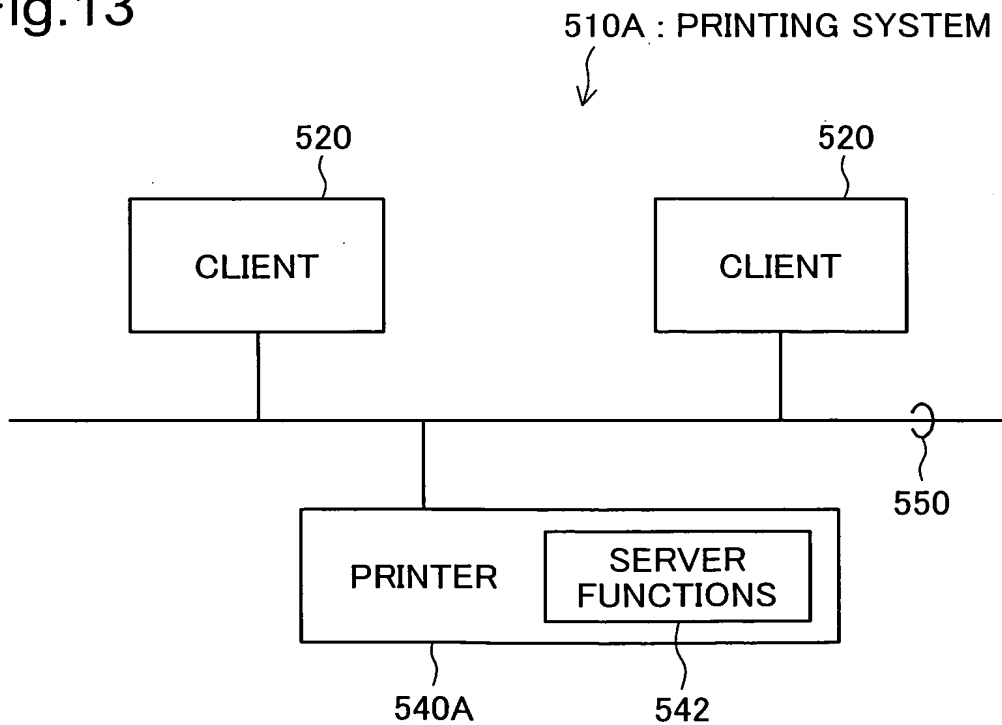 Fig.13
510A : PRINTING SYSTEM
520
520
CLIENT
CLIENT
550
PRINTER
SERVER
FUNCTIONS
540A
542